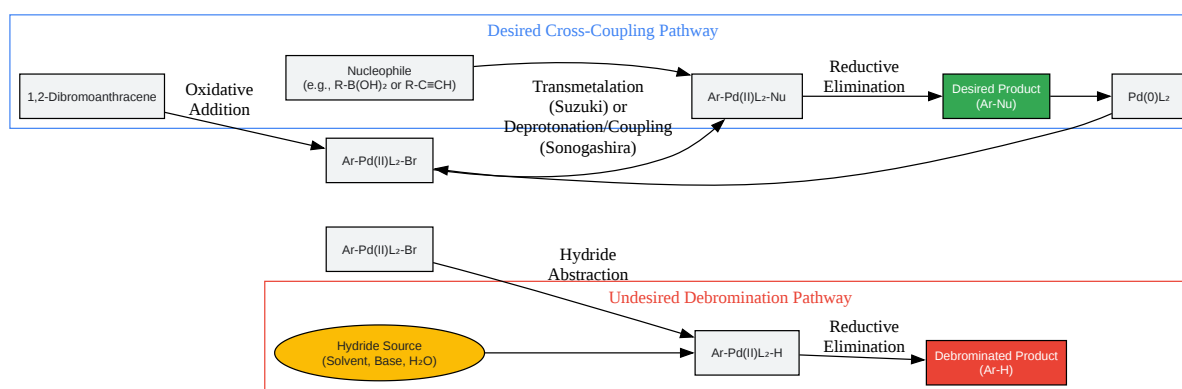 Desired Cross-Coupling Pathway
1,2-Dibromoanthracene
Oxidative
Addition
Nucleophile
(e.g., R-B(OH)₂ or R-C≡CH)
Transmetalation
(Suzuki) or
Deprotonation/Coupling
(Sonogashira)
Ar-Pd(II)L₂-Nu
Reductive
Elimination
Desired Product
(Ar-Nu)
Pd(0)L₂
Ar-Pd(II)L₂-Br
Ar-Pd(II)L₂-Br
Hydride
Abstraction
Undesired Debromination Pathway
Hydride Source
(Solvent, Base, H₂O)
Ar-Pd(II)L₂-H
Reductive
Elimination
Debrominated Product
(Ar-H)